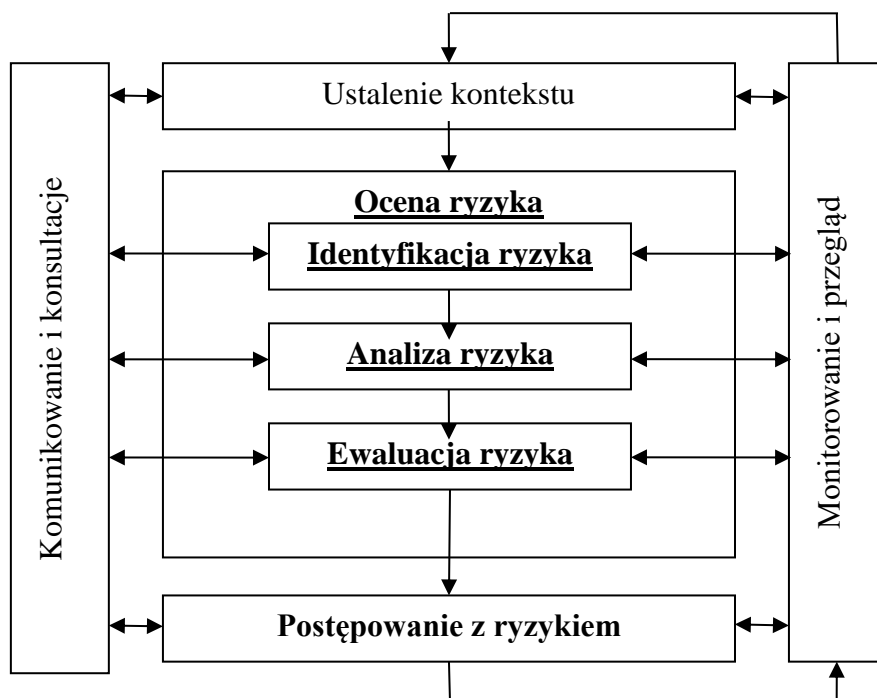 Ustalenie kontekstu
Komunikowanie i konsultacje
Ocena ryzyka
Identyfikacja ryzyka
Analiza ryzyka
Ewaluacja ryzyka
Monitorowanie i przegląd
Postępowanie z ryzykiem